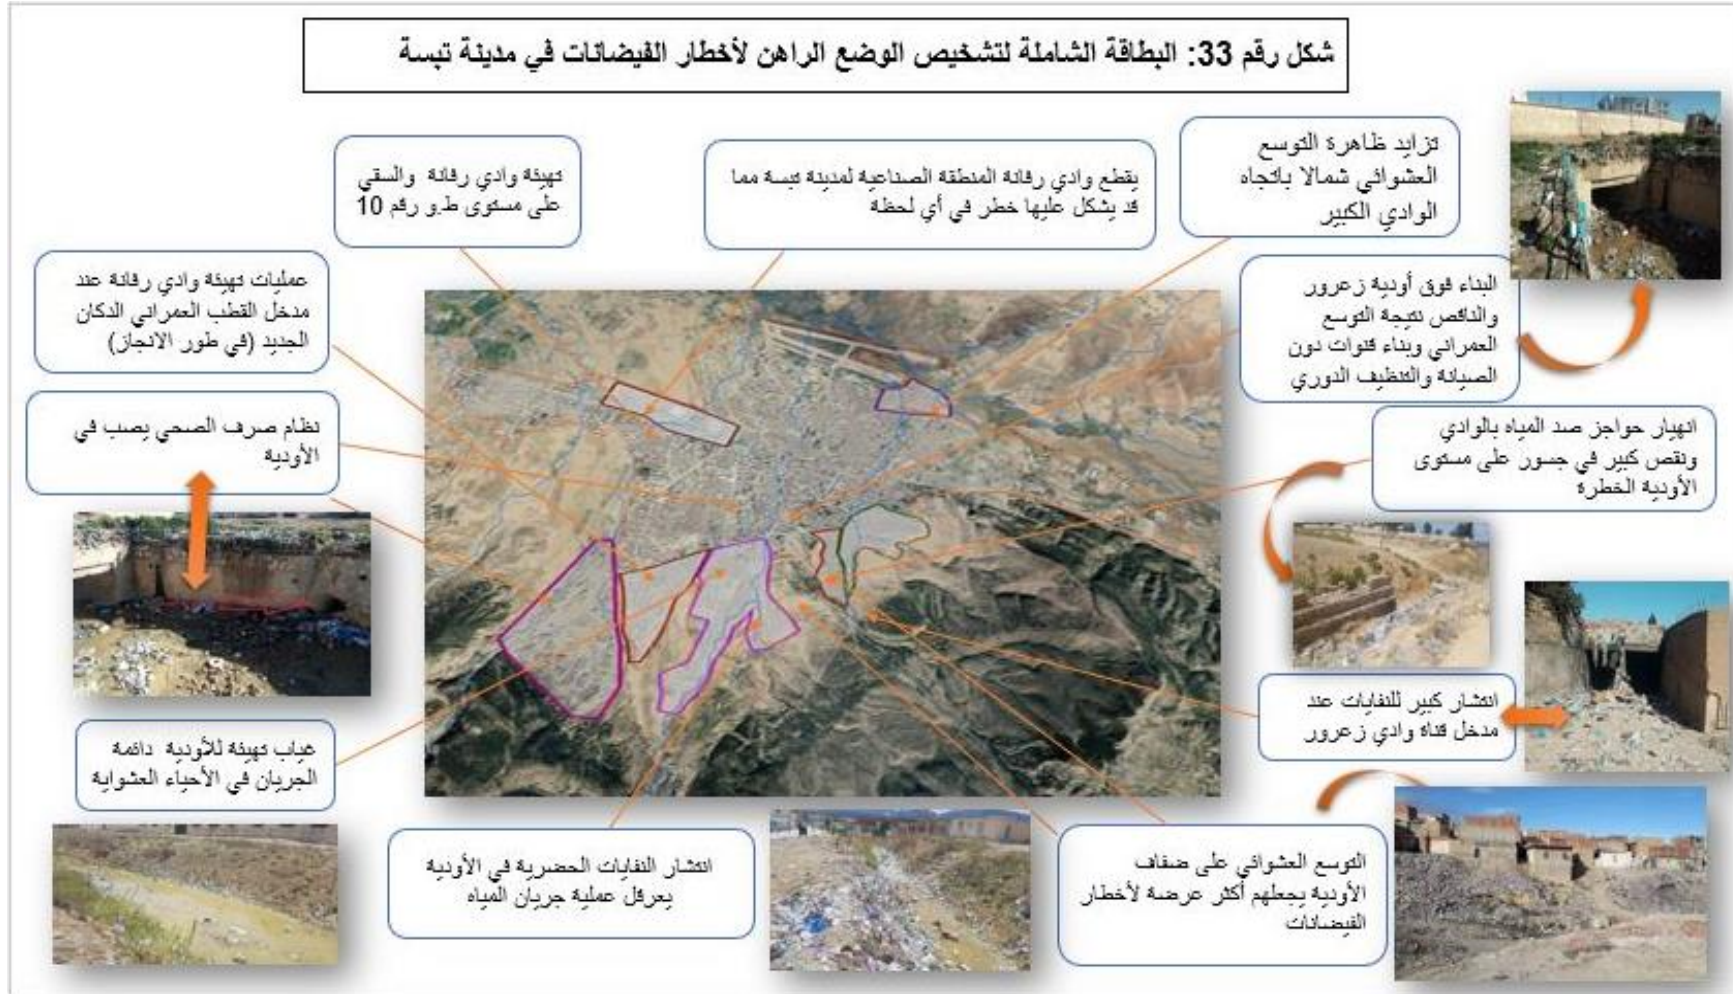 شكل رقم 33: البطاقة الشاملة لتشخيص الوضع الراهن لأخطار الفيضانات في مدينة تبسة
تزايد ظاهرة التوسع
العشوائي شمالا باتجاه
الوادي الكبير
يقطع وادي رفانة المنطقة الصناعية لمدينة تبسة مما
قد يشكل عليها خطر في أي لحظة
تهيئة وادي رفانة والسقي
على مستوى ط.و رقم 10
عمليات تهيئة وادي رفانة عند
مدخل القطب العمراني الدكان
الجديد (في طور الانجاز)
البناء فوق أودية زعرور
والناقص نتيجة التوسع
العمراني وبناء قنوات دون
الصيانة والتنظيف الدوري
نظام صرف الصحي يصب في
الأودية
انهيار حواجز صد المياه بالوادي
ونقص كبير في جسور على مستوى
الأودية الخطرة
انتشار كبير للنفايات عند
مدخل قناة وادي زعرور
غياب تهيئة للأودية دائمة
الجريان في الأحياء العشواية
انتشار النفايات الحضرية في الأودية
يعرقل عملية جريان المياه
التوسع العشوائي على ضفاف
الأودية يجعلهم أكثر عرضة لأخطار
الفيضانات